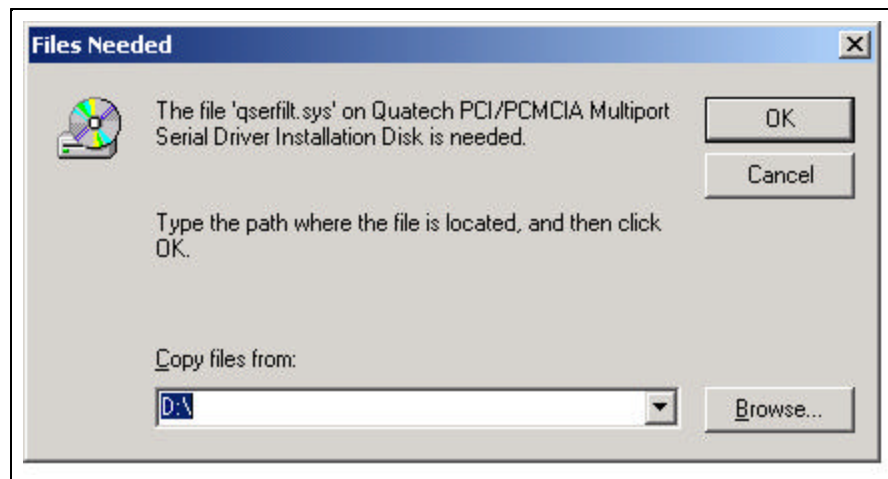 Files Needed
The file 'qserfilt.sys' on Quatech PCI/PCMCIA Multiport
Serial Driver Installation Disk is needed.
OK
Cancel
Type the path where the file is located, and then click
OK.
Copy files from:
D:\
Browse...